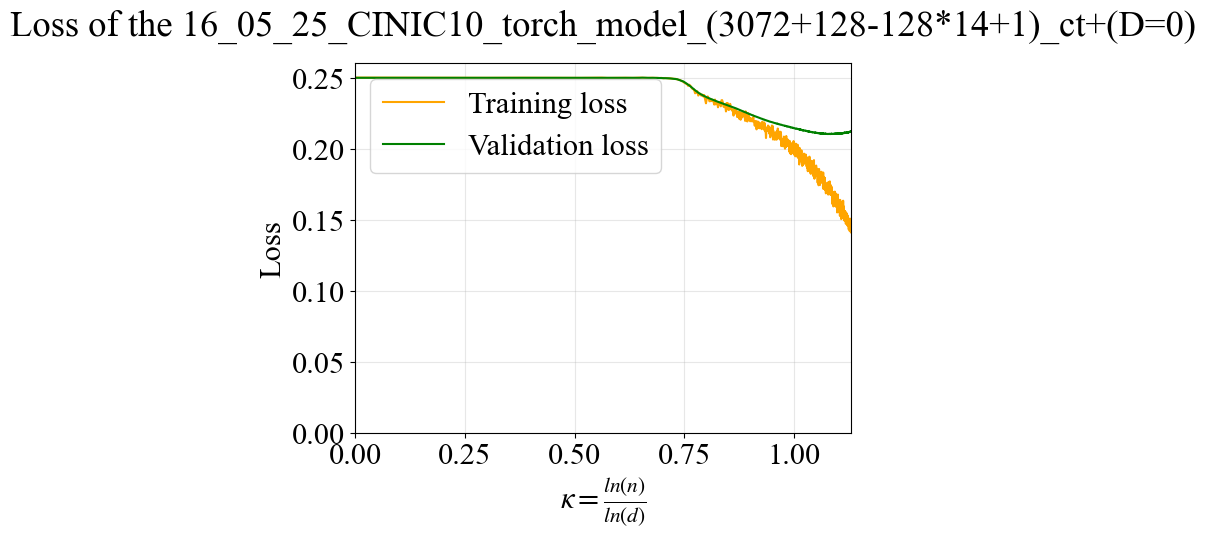 Loss of the 16_05_25_CINIC10_torch_model_(3072+128-128*14+1)_ct+(D=0)
0.25
0.20
0.15
0.10
0.05
0.00
Loss
Training loss
Validation loss
0.00 0.25 0.50 0.75 1.00
κ = ln(n) / ln(d)